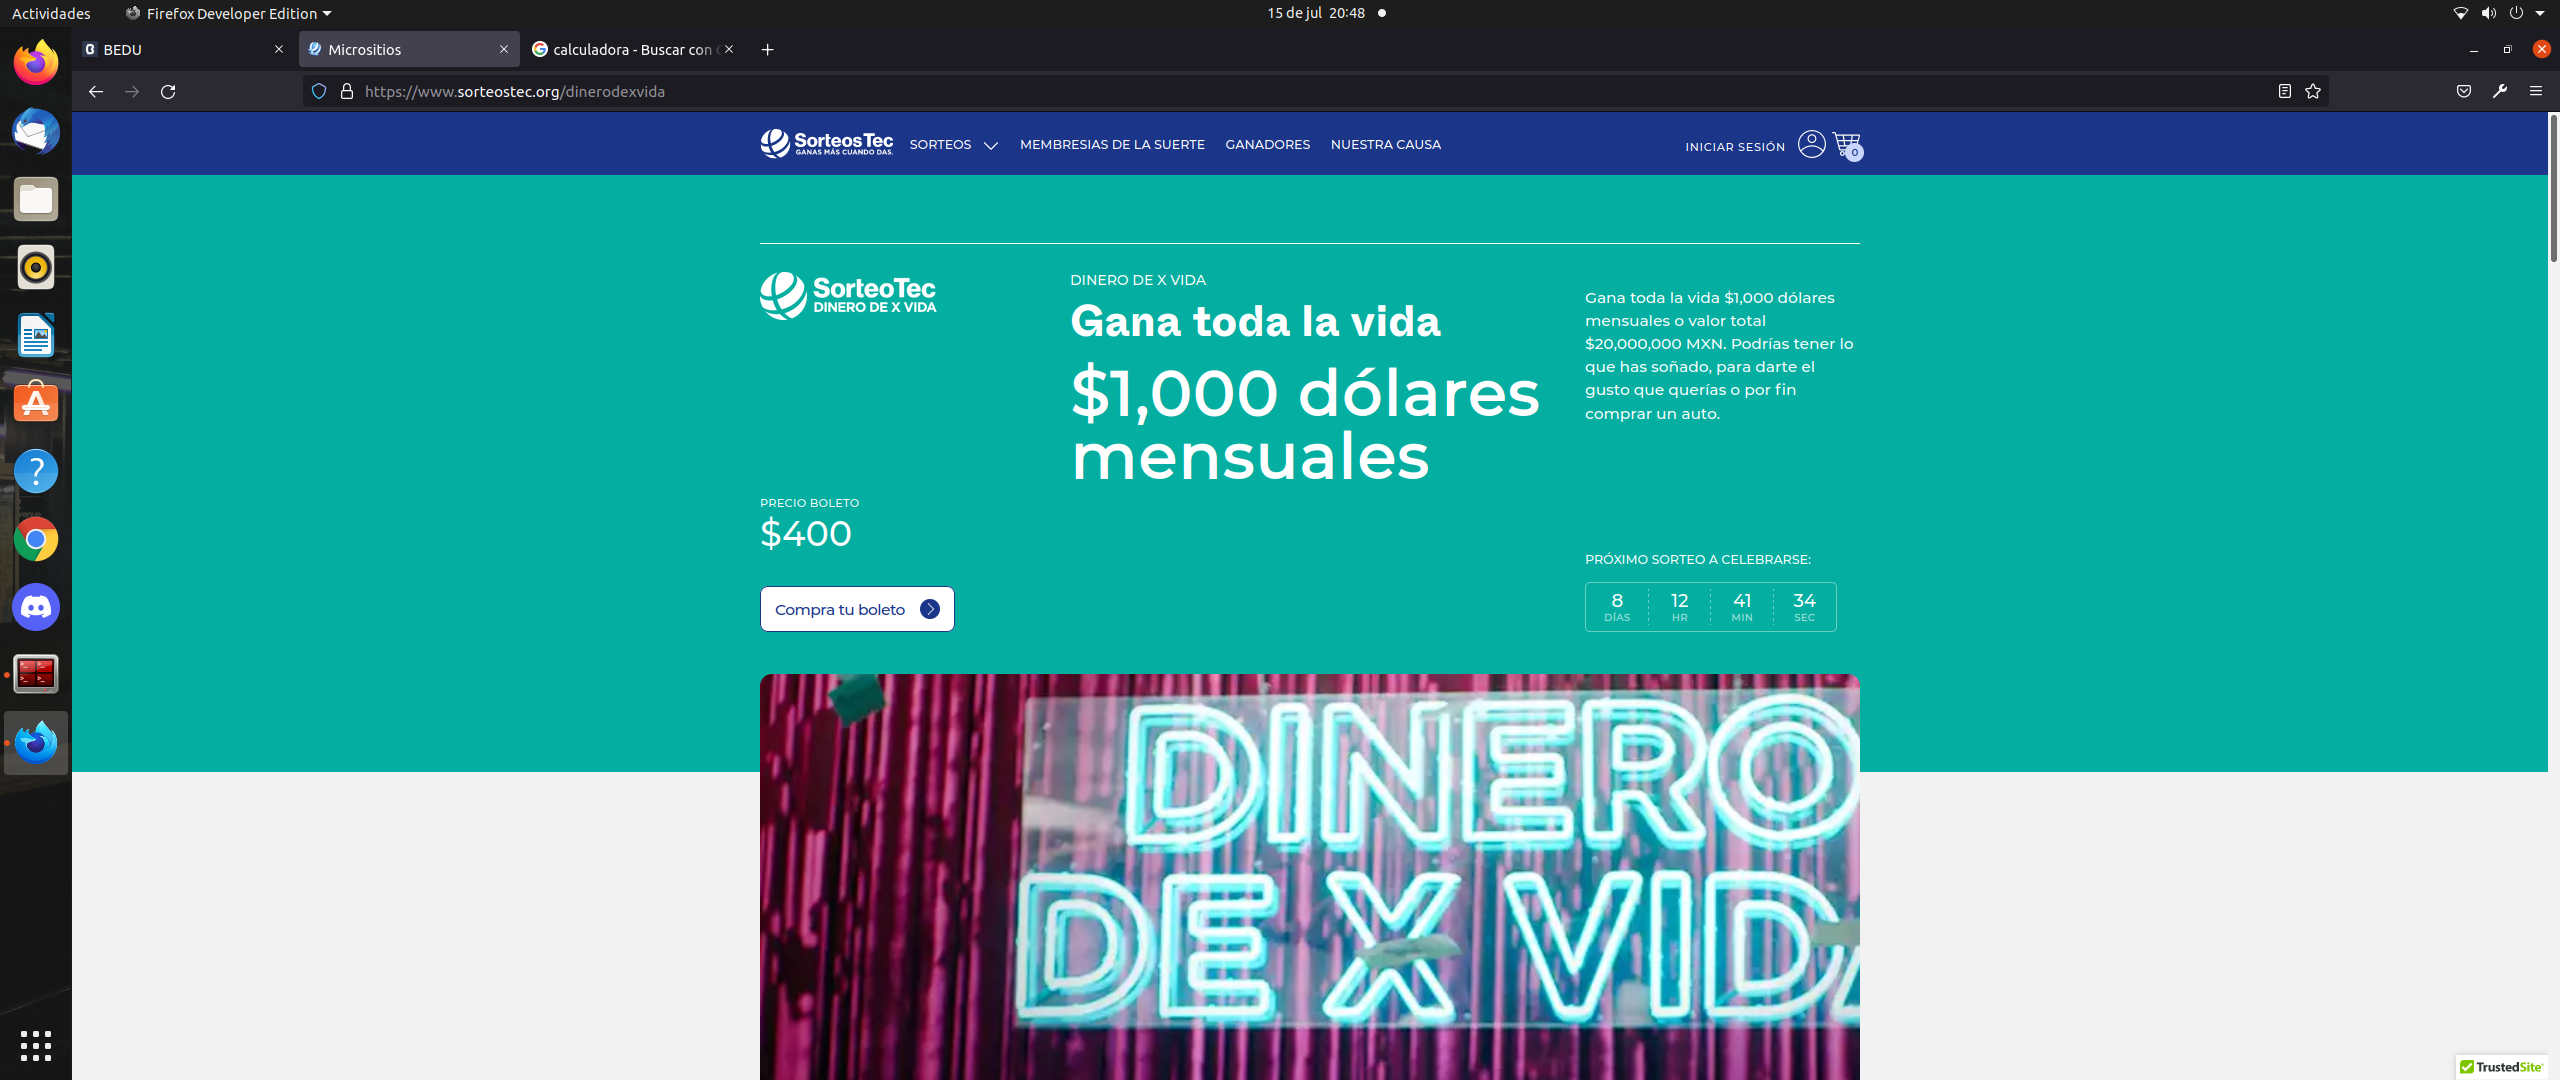 Actividades
Firefox Developer Edition
15 de jul 20:48
BEDU
Micrositios
calculadora - Buscar con
https://www.sorteostec.org/dinerodexvida
SorteosTec
GANAS MÁS CUANDO DAS.
SORTEOS
MEMBRESIAS DE LA SUERTE
GANADORES
NUESTRA CAUSA
INICIAR SESIÓN
0
SorteoTec
DINERO DE X VIDA
DINERO DE X VIDA
Gana toda la vida
$1,000 dólares
mensuales
Gana toda la vida $1,000 dólares
mensuales o valor total
$20,000,000 MXN. Podrías tener lo
que has soñado, para darte el
gusto que querías o por fin
comprar un auto.
PRECIO BOLETO
$400
Compra tu boleto
PRÓXIMO SORTEO A CELEBRARSE:
8 12 41 34
DÍAS HR MIN SEC
DINERO
DE X VIDA
TrustedSite